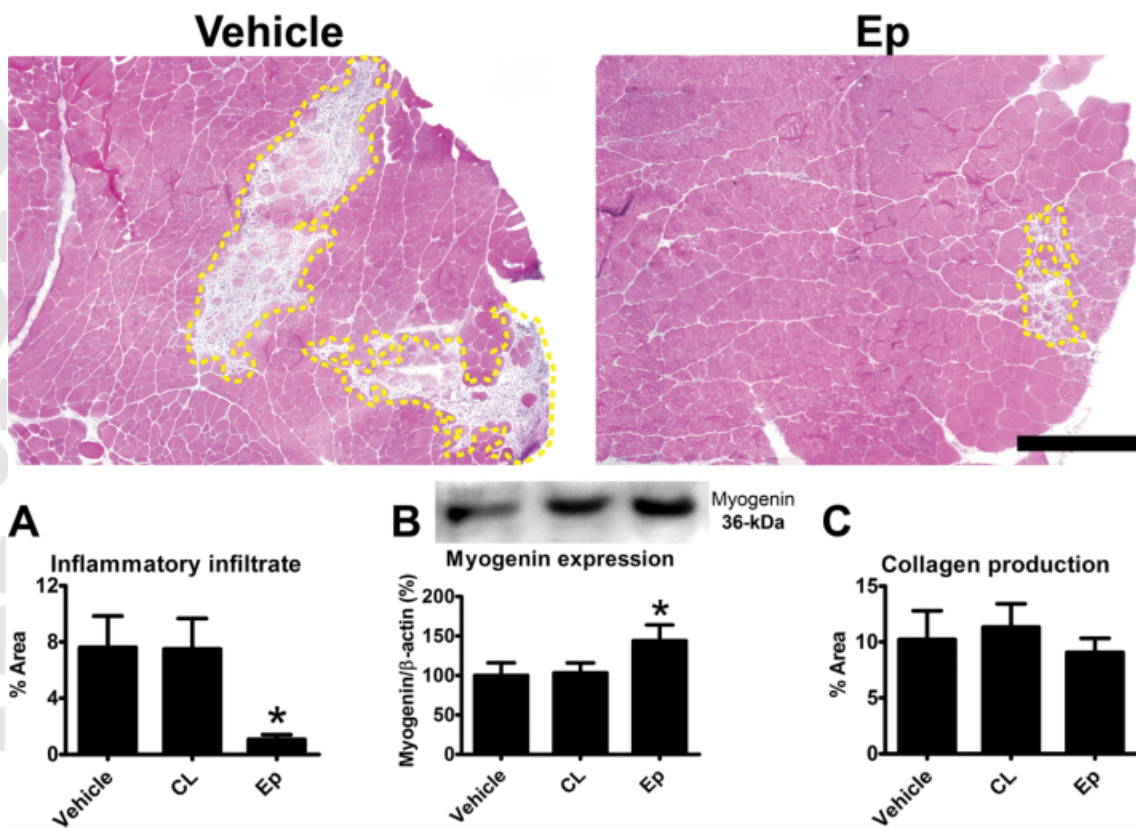 Vehicle
Ep
A
Inflammatory infiltrate
% Area
12
8
4
0
*
Vehicle
CL
Ep
B
Myogenin
36-kDa
Myogenin expression
Myogenin/β-actin (%)
200
150
100
50
0
*
Vehicle
CL
Ep
C
Collagen production
% Area
15
10
5
0
Vehicle
CL
Ep